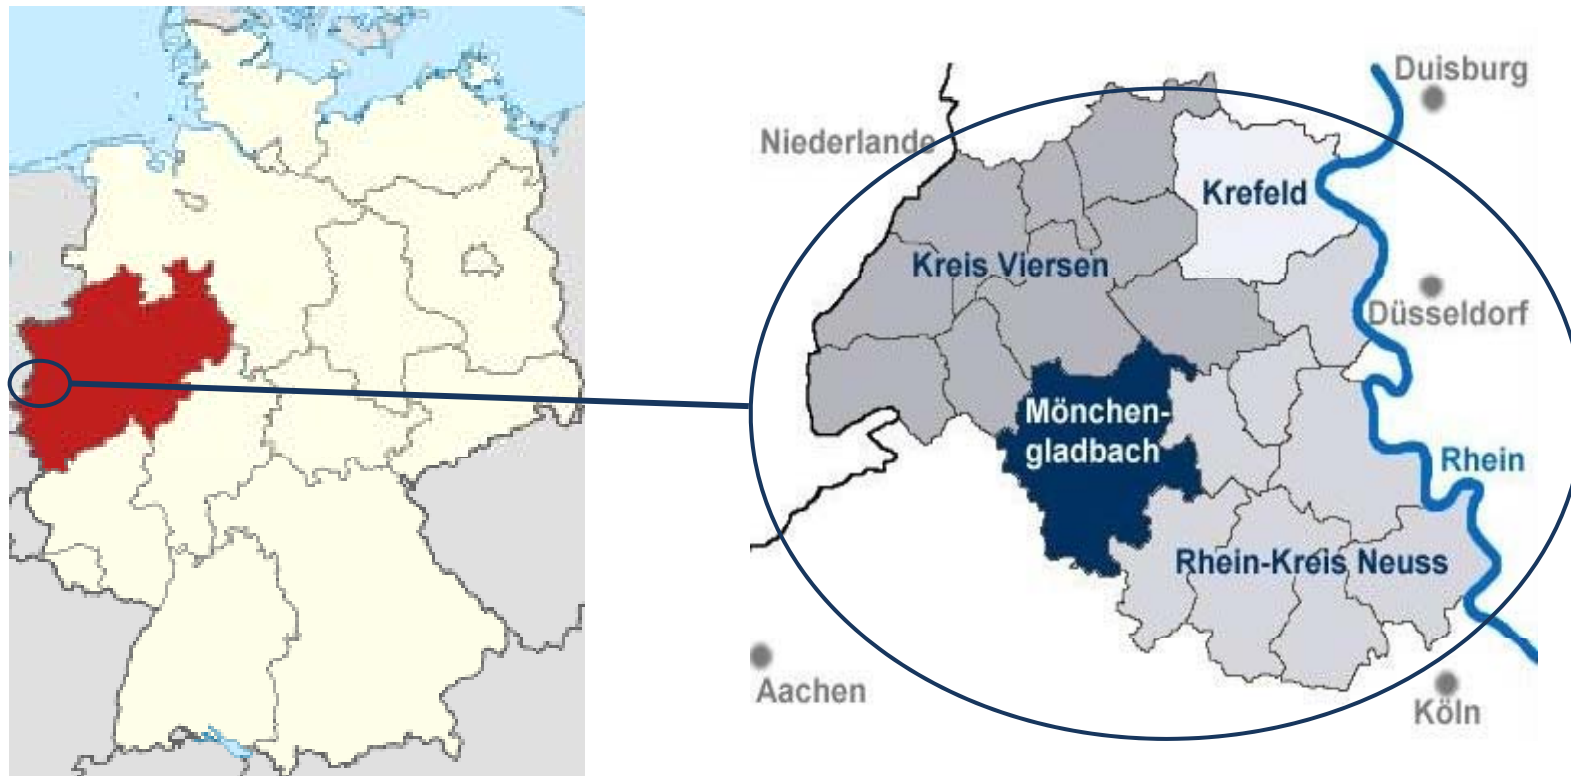 Duisburg
Niederlande
Krefeld
Kreis Viersen
Düsseldorf
Mönchen-
gladbach
Rhein
Rhein-Kreis Neuss
Aachen
Köln